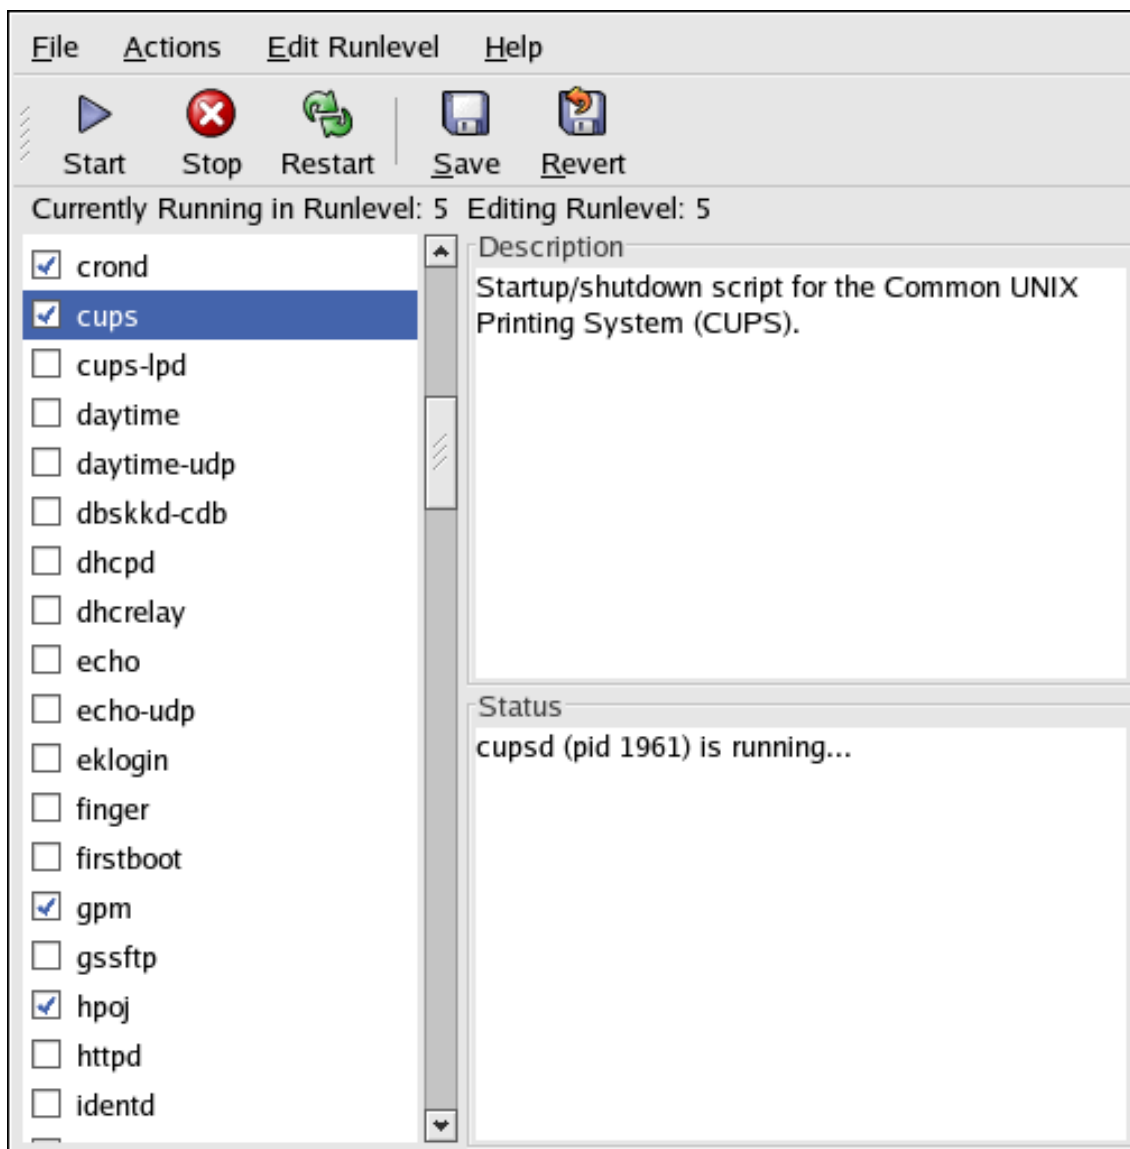 File Actions Edit Runlevel Help
Start Stop Restart Save Revert
Currently Running in Runlevel: 5 Editing Runlevel: 5
crond
cups
cups-lpd
daytime
daytime-udp
dbskkd-cdb
dhcpd
dhcrelay
echo
echo-udp
eklogin
finger
firstboot
gpm
gssftp
hpoj
httpd
identd
Description
Startup/shutdown script for the Common UNIX
Printing System (CUPS).
Status
cupsd (pid 1961) is running...